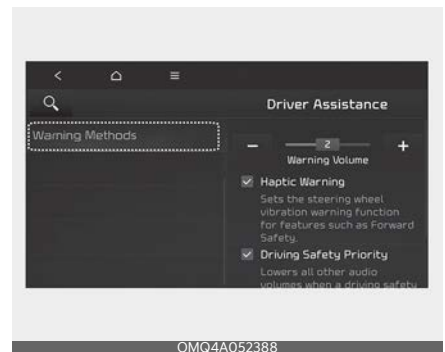 Driver Assistance
Warning Methods
2
Warning Volume
Haptic Warning
Sets the steering wheel
vibration warning function
for features such as Forward
Safety.
Driving Safety Priority
Lowers all other audio
volumes when a driving safety
OMQ4A052388